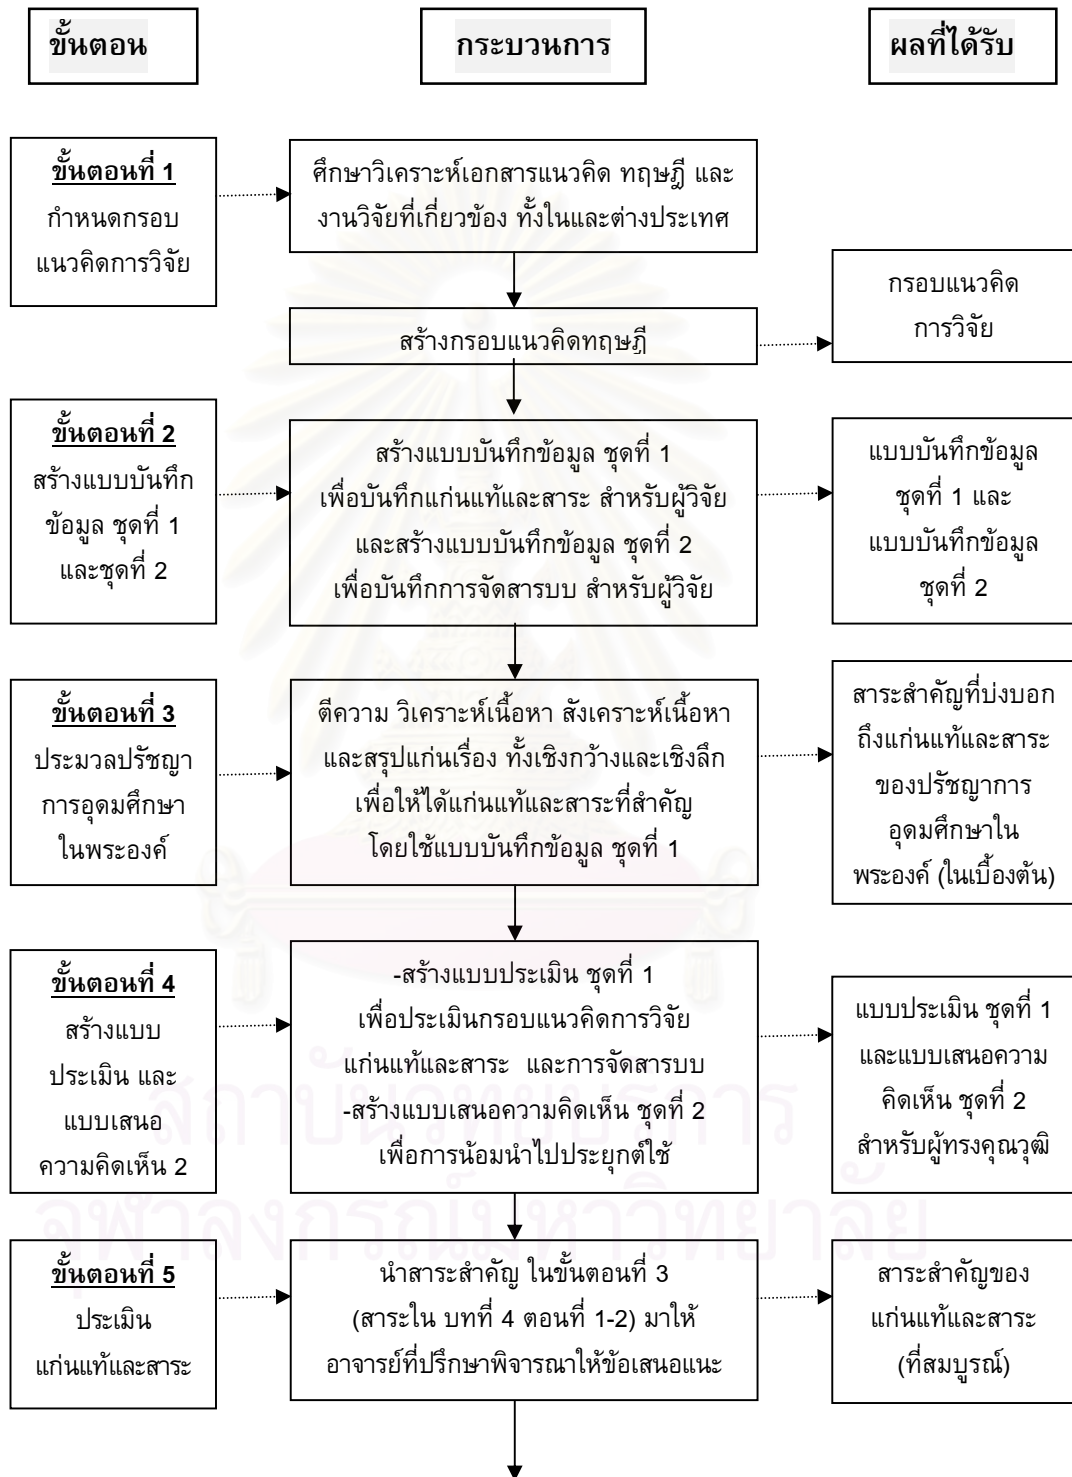 ขั้นตอน
กระบวนการ
ผลที่ได้รับ
ขั้นตอนที่ 1
กำหนดกรอบ
แนวคิดการวิจัย
ศึกษาวิเคราะห์เอกสารแนวคิด ทฤษฎี และ
งานวิจัยที่เกี่ยวข้อง ทั้งในและต่างประเทศ
สร้างกรอบแนวคิดทฤษฎี
กรอบแนวคิด
การวิจัย
ขั้นตอนที่ 2
สร้างแบบบันทึก
ข้อมูล ชุดที่ 1
และชุดที่ 2
สร้างแบบบันทึกข้อมูล ชุดที่ 1
เพื่อบันทึกแก่นแท้และสาระ สำหรับผู้วิจัย
และสร้างแบบบันทึกข้อมูล ชุดที่ 2
เพื่อบันทึกการจัดสารบบ สำหรับผู้วิจัย
แบบบันทึกข้อมูล
ชุดที่ 1 และ
แบบบันทึกข้อมูล
ชุดที่ 2
ขั้นตอนที่ 3
ประมวลปรัชญา
การอุดมศึกษา
ในพระองค์
ตีความ วิเคราะห์เนื้อหา สังเคราะห์เนื้อหา
และสรุปแก่นเรื่อง ทั้งเชิงกว้างและเชิงลึก
เพื่อให้ได้แก่นแท้และสาระที่สำคัญ
โดยใช้แบบบันทึกข้อมูล ชุดที่ 1
สาระสำคัญที่บ่งบอก
ถึงแก่นแท้และสาระ
ของปรัชญาการ
อุดมศึกษาใน
พระองค์ (ในเบื้องต้น)
ขั้นตอนที่ 4
สร้างแบบ
ประเมิน และ
แบบเสนอ
ความคิดเห็น 2
-สร้างแบบประเมิน ชุดที่ 1
เพื่อประเมินกรอบแนวคิดการวิจัย
แก่นแท้และสาระ และการจัดสารบบ
-สร้างแบบเสนอความคิดเห็น ชุดที่ 2
เพื่อการน้อมนำไปประยุกต์ใช้
แบบประเมิน ชุดที่ 1
และแบบเสนอความ
คิดเห็น ชุดที่ 2
สำหรับผู้ทรงคุณวุฒิ
ขั้นตอนที่ 5
ประเมิน
แก่นแท้และสาระ
นำสาระสำคัญ ในขั้นตอนที่ 3
(สาระใน บทที่ 4 ตอนที่ 1-2) มาให้
อาจารย์ที่ปรึกษาพิจารณาให้ข้อเสนอแนะ
สาระสำคัญของ
แก่นแท้และสาระ
(ที่สมบูรณ์)
สถาบันวิทยบริการ
จุฬาลงกรณ์มหาวิทยาลัย